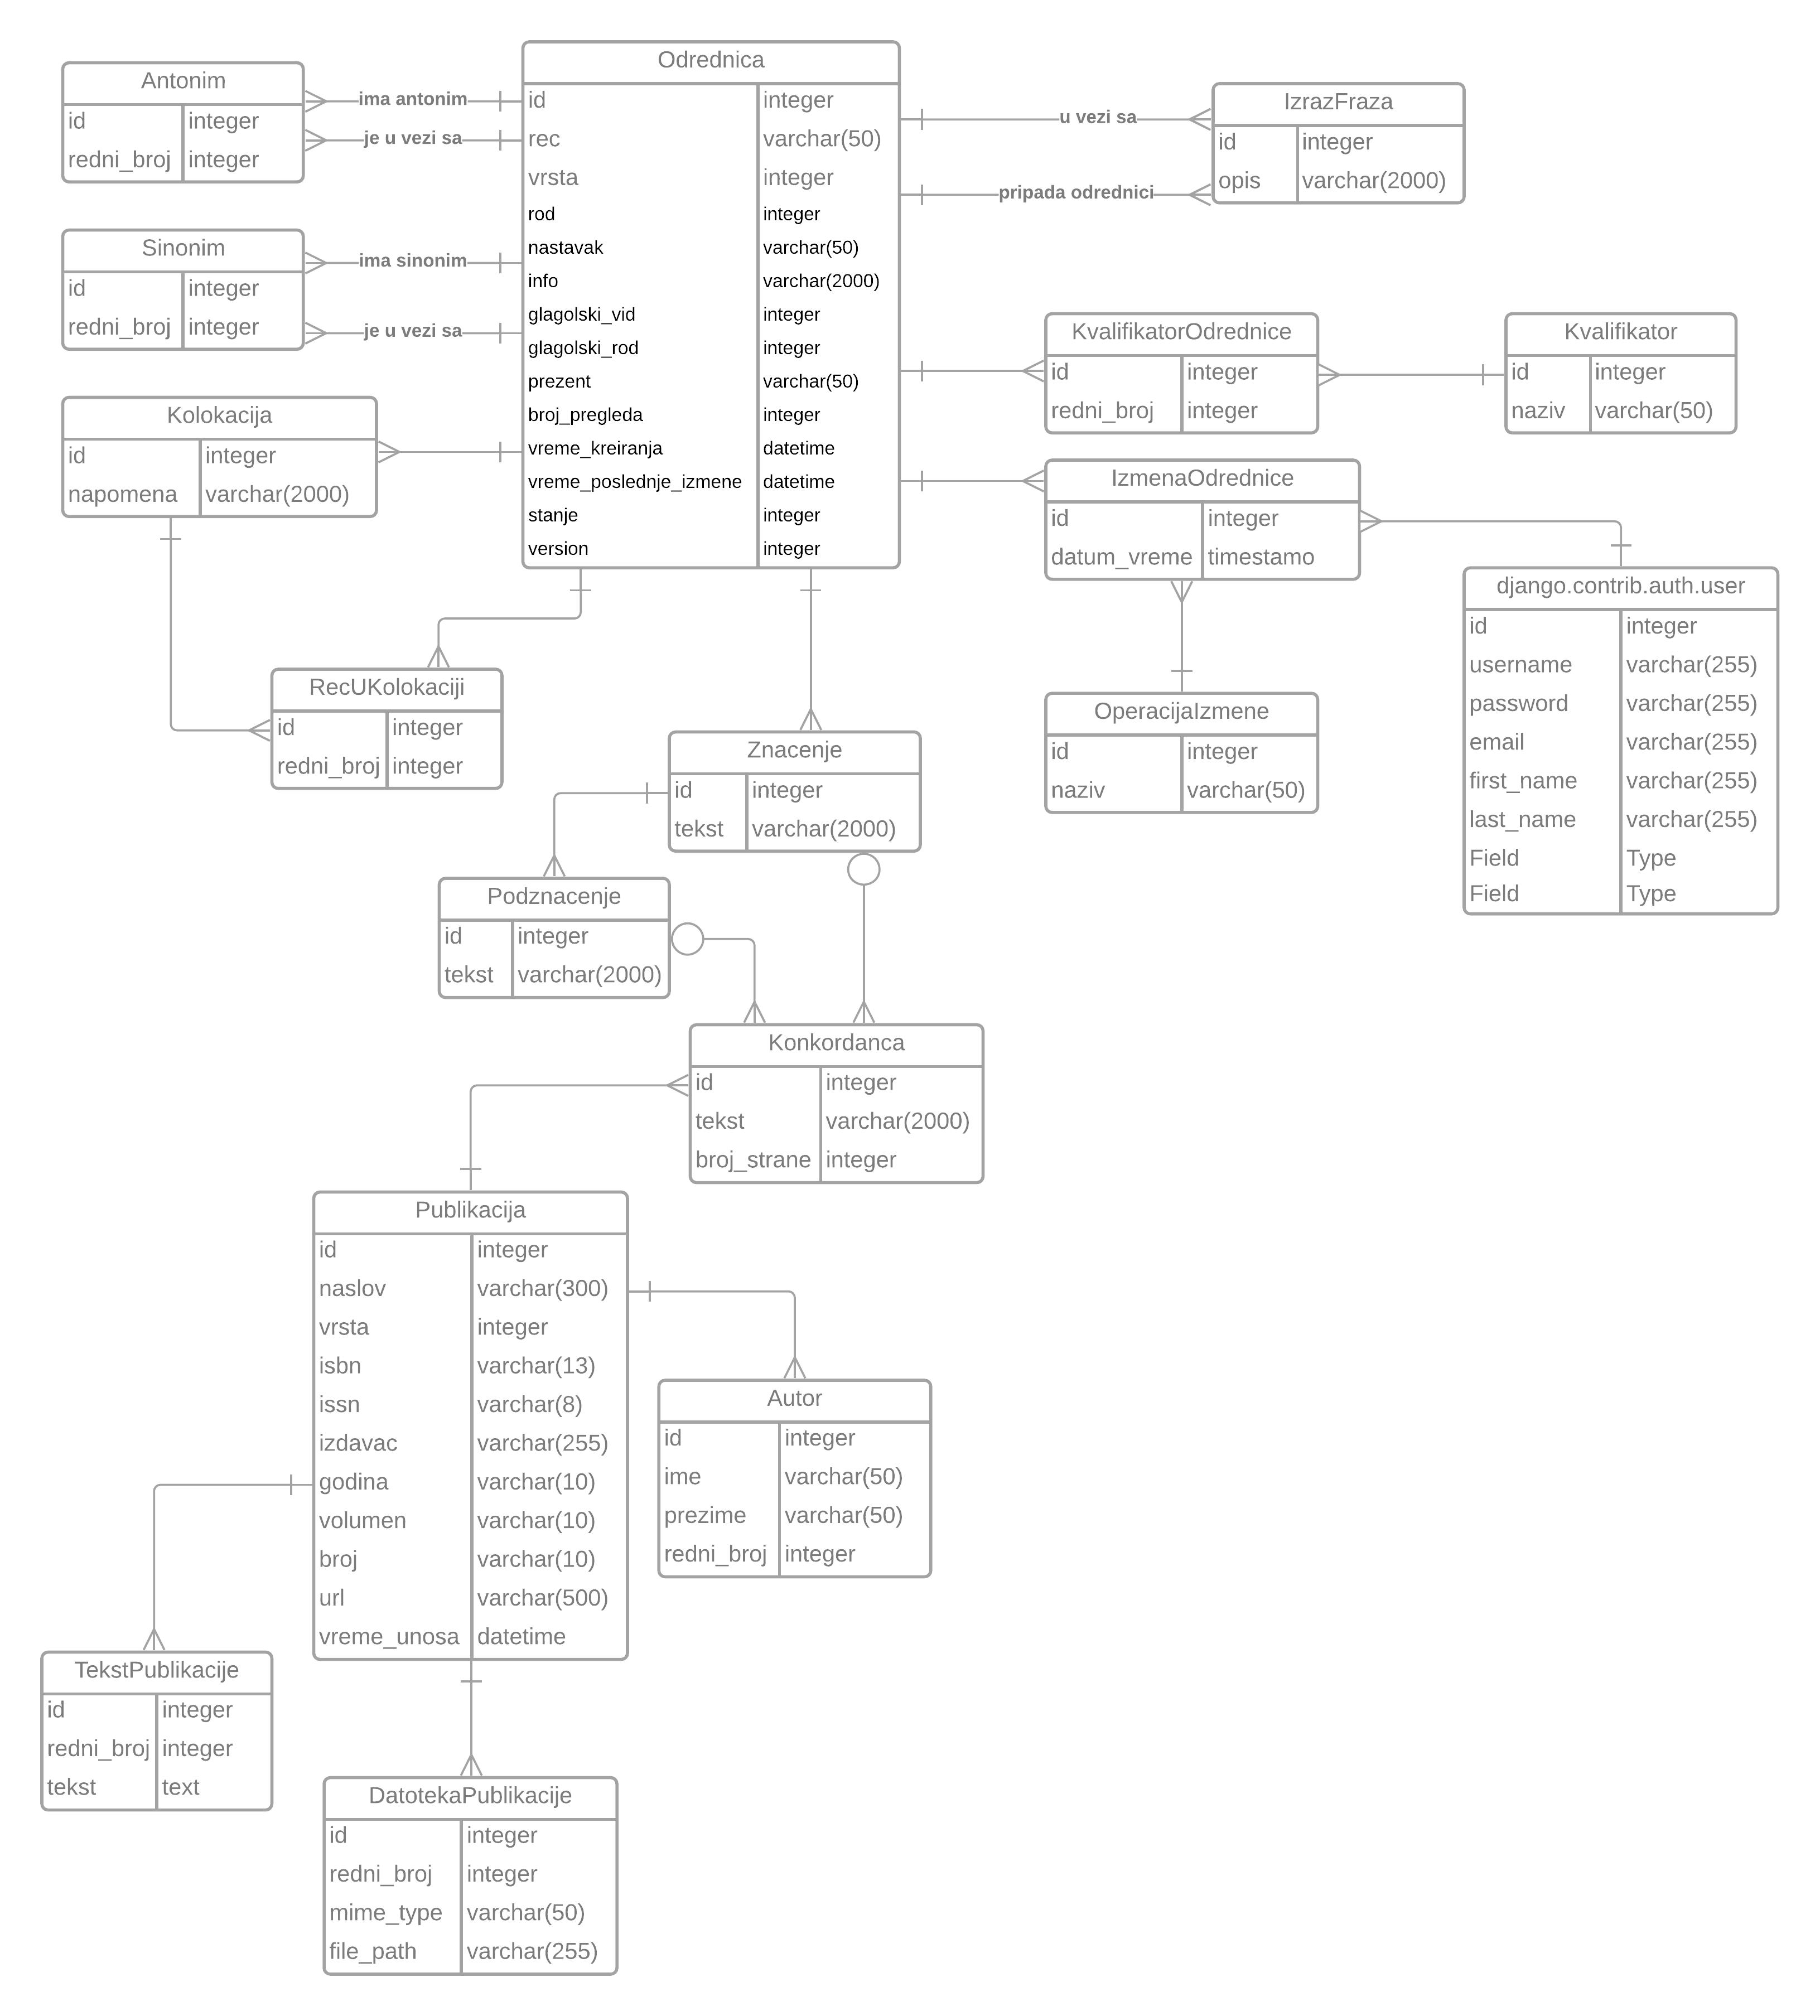 Odrednica
id integer
rec varchar(50)
vrsta integer
rod integer
nastavak varchar(50)
info varchar(2000)
glagolski_vid integer
glagolski_rod integer
prezent varchar(50)
broj_pregleda integer
vreme_kreiranja datetime
vreme_poslednje_izmene datetime
stanje integer
version integer
Antonim
id integer
redni_broj integer
ima antonim
je u vezi sa
Sinonim
id integer
redni_broj integer
ima sinonim
je u vezi sa
Kolokacija
id integer
napomena varchar(2000)
u vezi sa
pripada odrednici
IzrazFraza
id integer
opis varchar(2000)
KvalifikatorOdrednice
id integer
redni_broj integer
Kvalifikator
id integer
naziv varchar(50)
IzmenaOdrednice
id integer
datum_vreme timestamo
django.contrib.auth.user
id integer
username varchar(255)
password varchar(255)
email varchar(255)
first_name varchar(255)
last_name varchar(255)
Field Type
Field Type
OperacijaIzmene
id integer
naziv varchar(50)
RecUKolokaciji
id integer
redni_broj integer
Znacenje
id integer
tekst varchar(2000)
Podznacenje
id integer
tekst varchar(2000)
Konkordanca
id integer
tekst varchar(2000)
broj_strane integer
Publikacija
id integer
naslov varchar(300)
vrsta integer
isbn varchar(13)
issn varchar(8)
izdavac varchar(255)
godina varchar(10)
volumen varchar(10)
broj varchar(10)
url varchar(500)
vreme_unosa datetime
Autor
id integer
ime varchar(50)
prezime varchar(50)
redni_broj integer
TekstPublikacije
id integer
redni_broj integer
tekst text
DatotekaPublikacije
id integer
redni_broj integer
mime_type varchar(50)
file_path varchar(255)